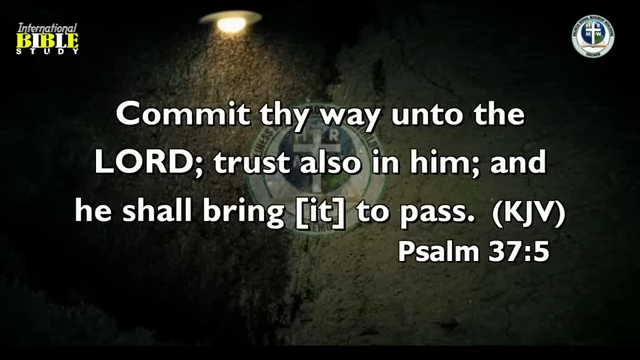 International
BIBLE
STUDY
Commit thy way unto the
LORD; trust also in him; and
he shall bring [it] to pass. (KJV)
Psalm 37:5